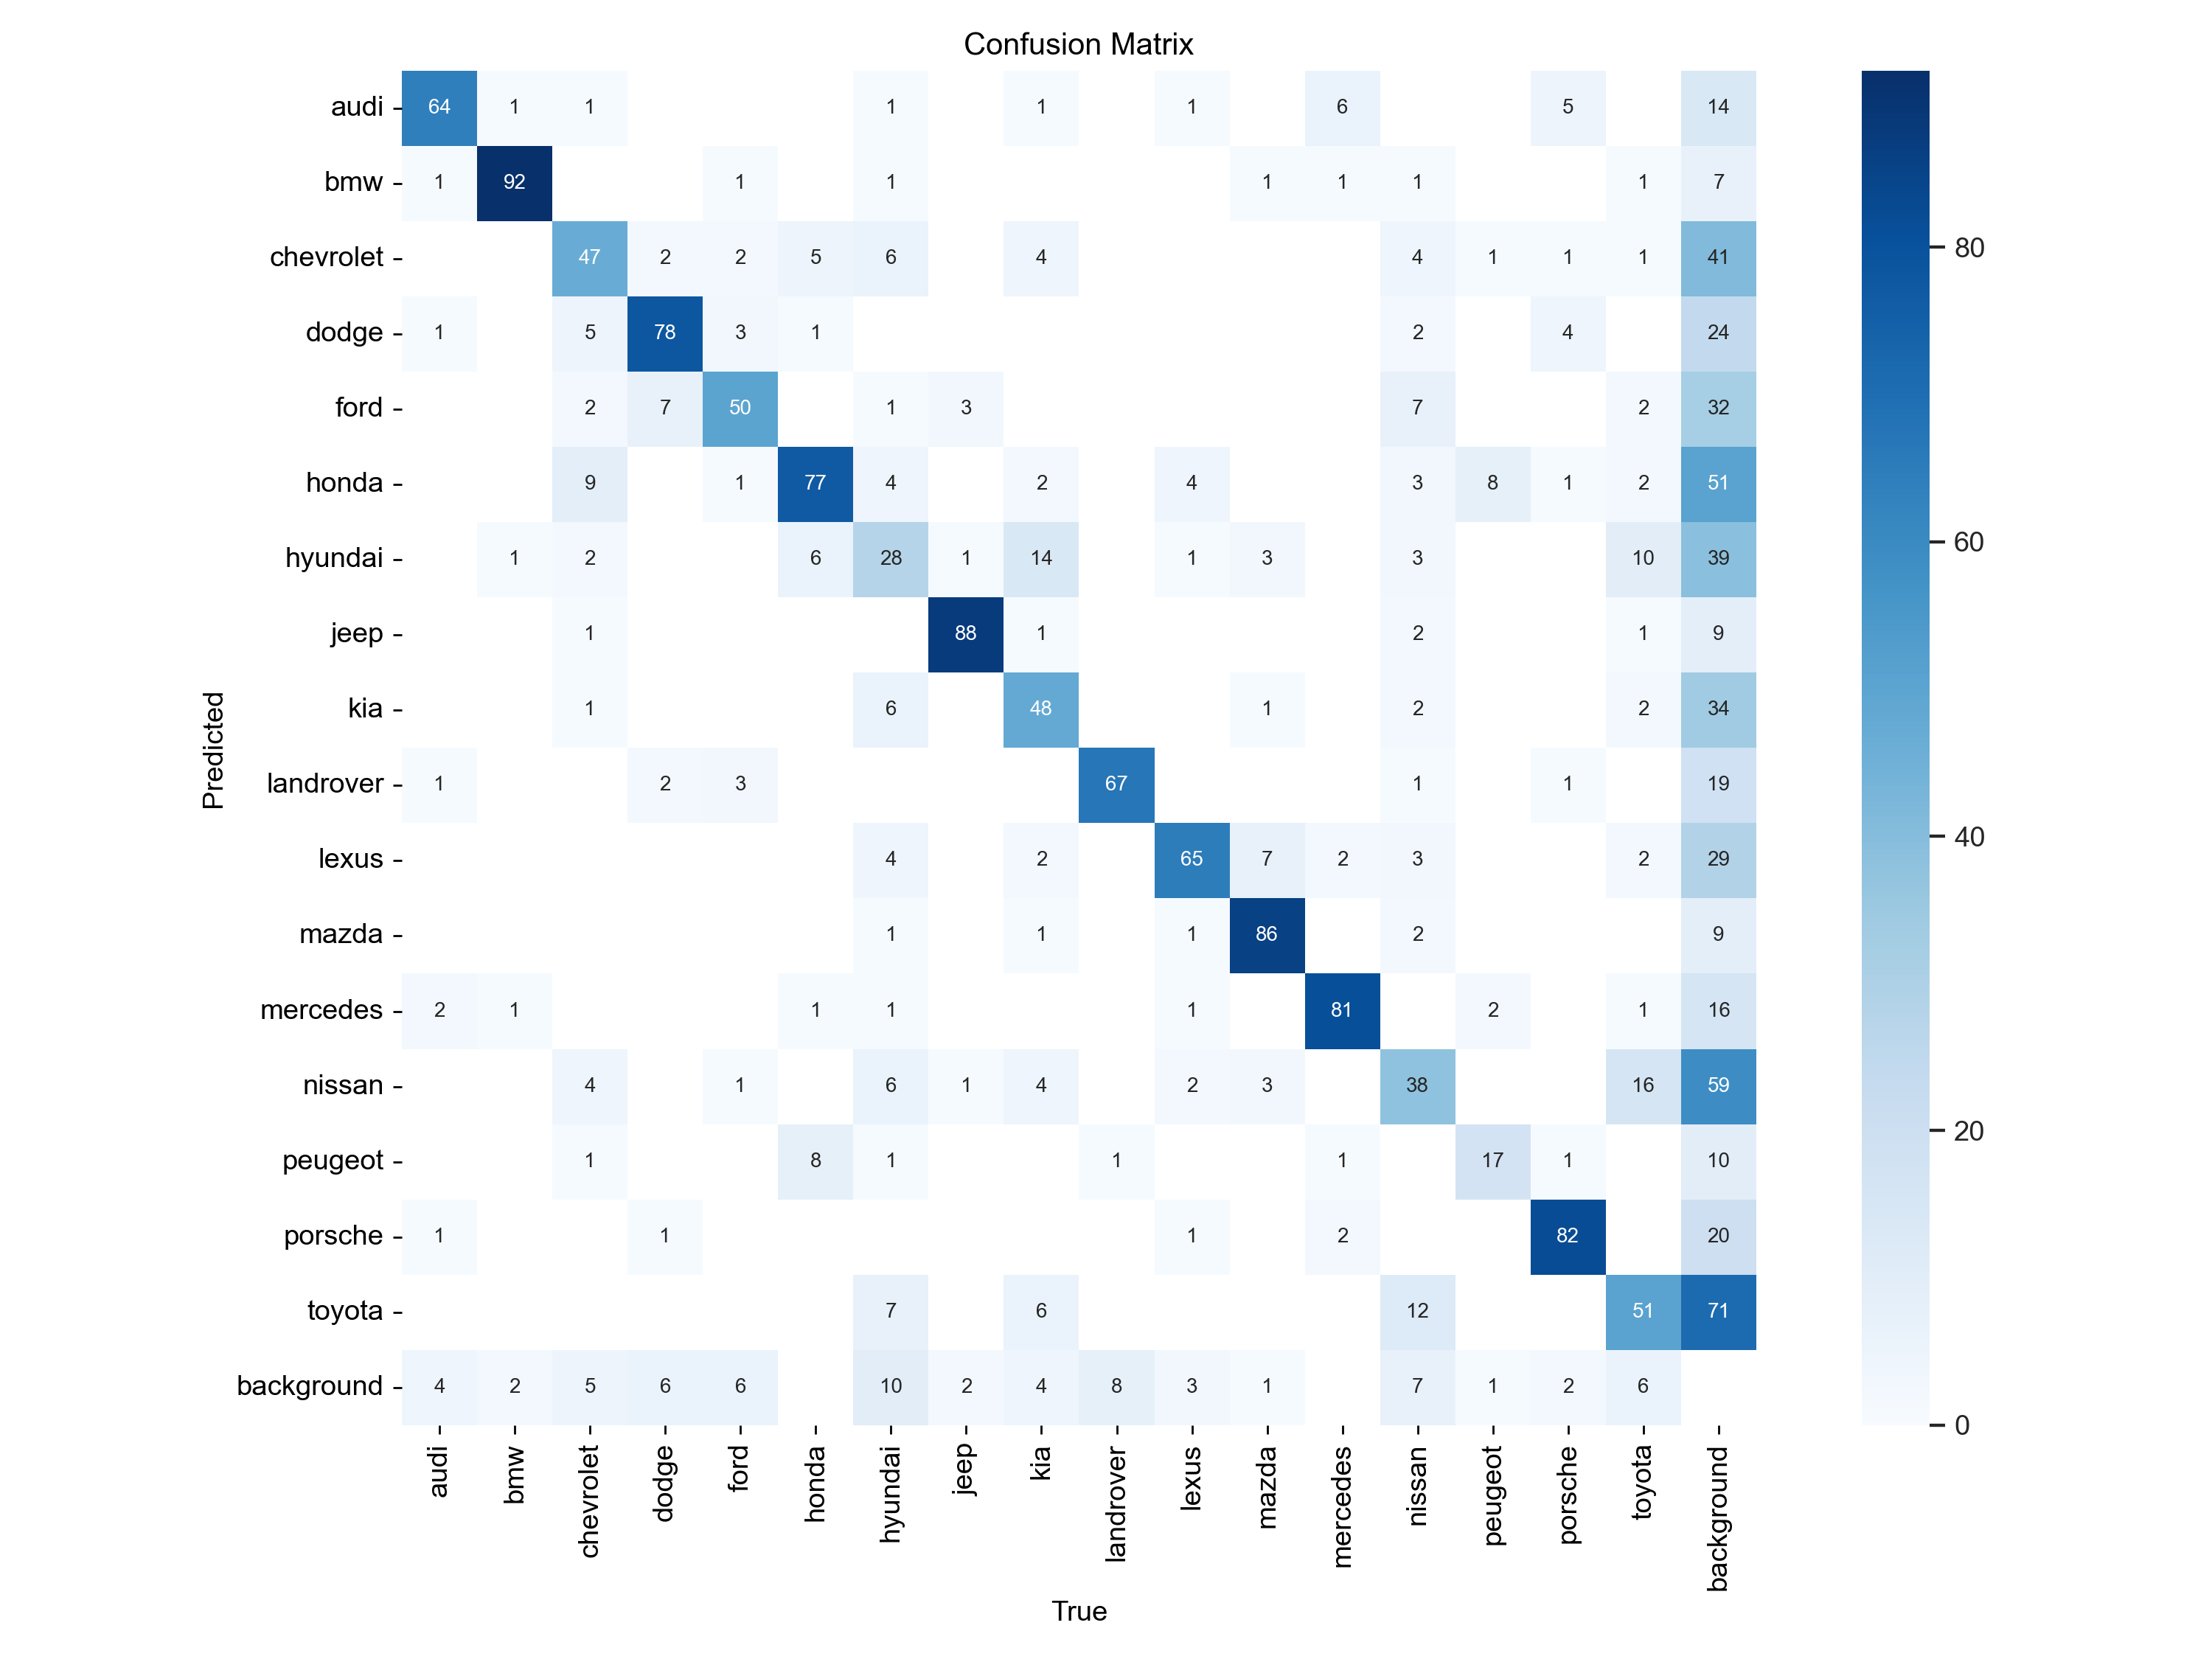 Confusion Matrix
audi 64 1 1 1 1 1 6 5 14
bmw 1 92 1 1 1 1 1 1 7
chevrolet 47 2 2 5 6 4 4 1 1 1 41
dodge 1 5 78 3 1 2 4 24
ford 2 7 50 1 3 7 2 32
honda 9 1 77 4 2 4 3 8 1 2 51
hyundai 1 2 6 28 1 14 1 3 3 10 39
jeep 1 88 1 2 1 9
kia 1 6 48 1 2 2 34
landrover 1 2 3 67 1 1 19
lexus 4 2 65 7 2 3 2 29
mazda 1 1 1 86 2 9
mercedes 2 1 1 1 1 81 2 1 16
nissan 4 1 6 1 4 2 3 38 16 59
peugeot 1 8 1 1 1 17 1 10
porsche 1 1 1 2 82 20
toyota 7 6 12 51 71
background 4 2 5 6 6 10 2 4 8 3 1 7 1 2 6
audi bmw chevrolet dodge ford honda hyundai jeep kia landrover lexus mazda mercedes nissan peugeot porsche toyota background
True
Predicted
80
60
40
20
0